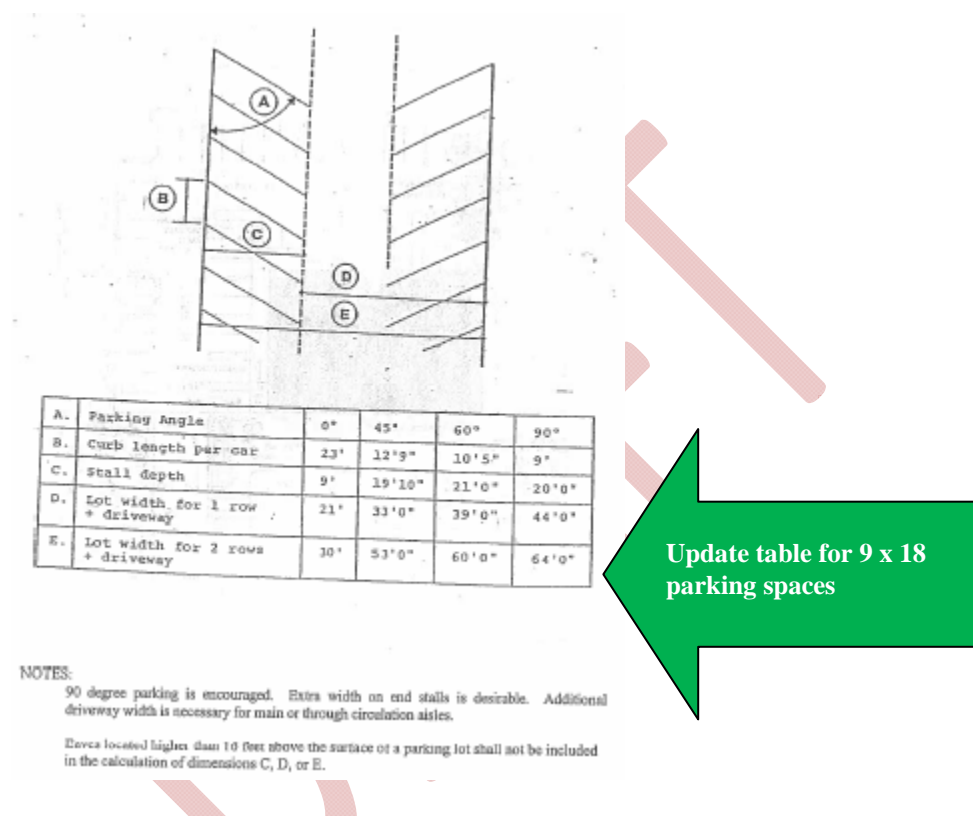 A
B
C
D
E
A. Parking Angle 0° 45° 60° 90°
B. Curb length per car 23' 12'9" 10'5" 9'
C. Stall depth 9' 19'10" 21'0" 20'0"
D. Lot width for 1 row + driveway 21' 33'0" 39'0" 44'0"
E. Lot width for 2 rows + driveway 30' 53'0" 60'0" 64'0"
Update table for 9 x 18
parking spaces
NOTES:
90 degree parking is encouraged. Extra width on end stalls is desirable. Additional
driveway width is necessary for main or through circulation aisles.
Eaves located higher than 10 feet above the surface of a parking lot shall not be included
in the calculation of dimensions C, D, or E.